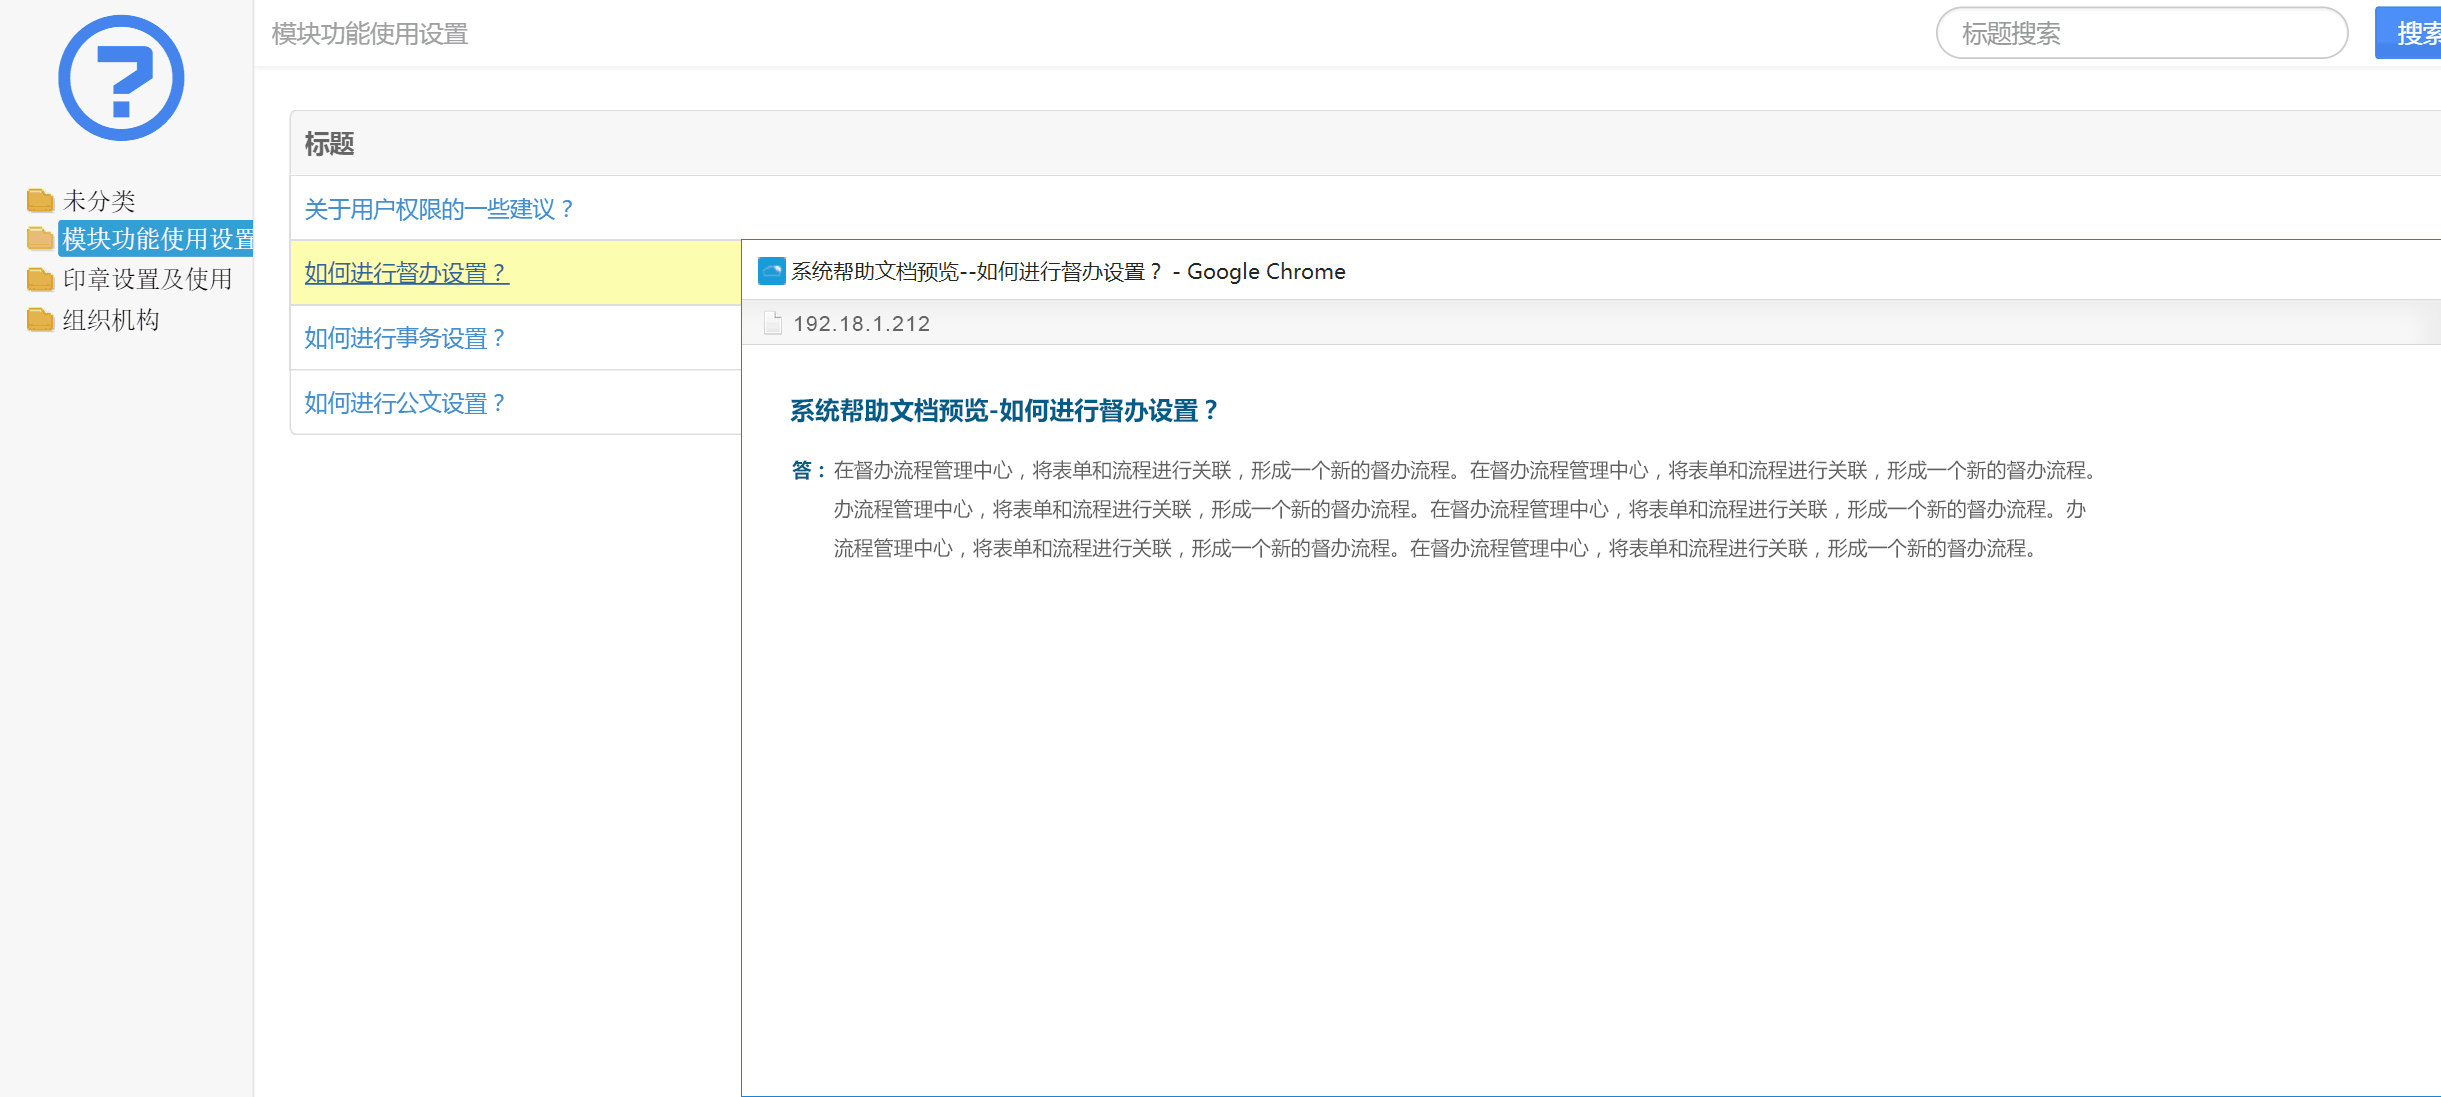 模块功能使用设置
标题搜索
搜索
未分类
模块功能使用设置
印章设置及使用
组织机构
标题
关于用户权限的一些建议？
如何进行督办设置？
如何进行事务设置？
如何进行公文设置？
系统帮助文档预览--如何进行督办设置？ - Google Chrome
192.18.1.212
系统帮助文档预览-如何进行督办设置？
答：在督办流程管理中心，将表单和流程进行关联，形成一个新的督办流程。在督办流程管理中心，将表单和流程进行关联，形成一个新的督办流程。
办流程管理中心，将表单和流程进行关联，形成一个新的督办流程。在督办流程管理中心，将表单和流程进行关联，形成一个新的督办流程。办
流程管理中心，将表单和流程进行关联，形成一个新的督办流程。在督办流程管理中心，将表单和流程进行关联，形成一个新的督办流程。